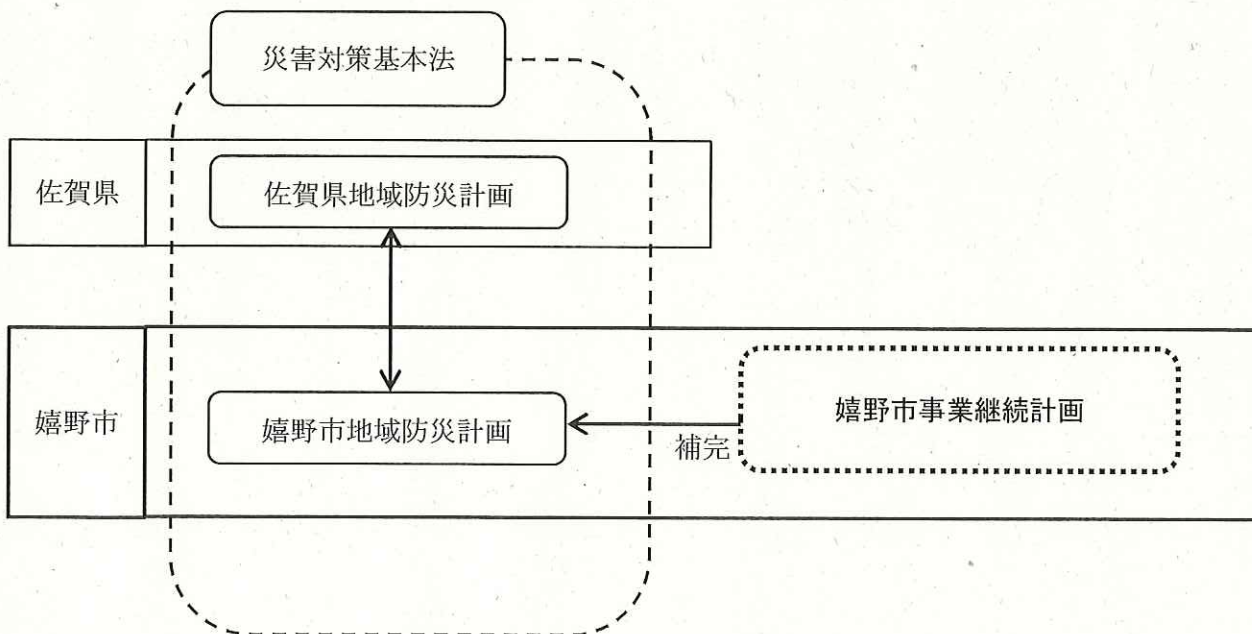 災害対策基本法
佐賀県
佐賀県地域防災計画
嬉野市
嬉野市地域防災計画
補完
嬉野市事業継続計画